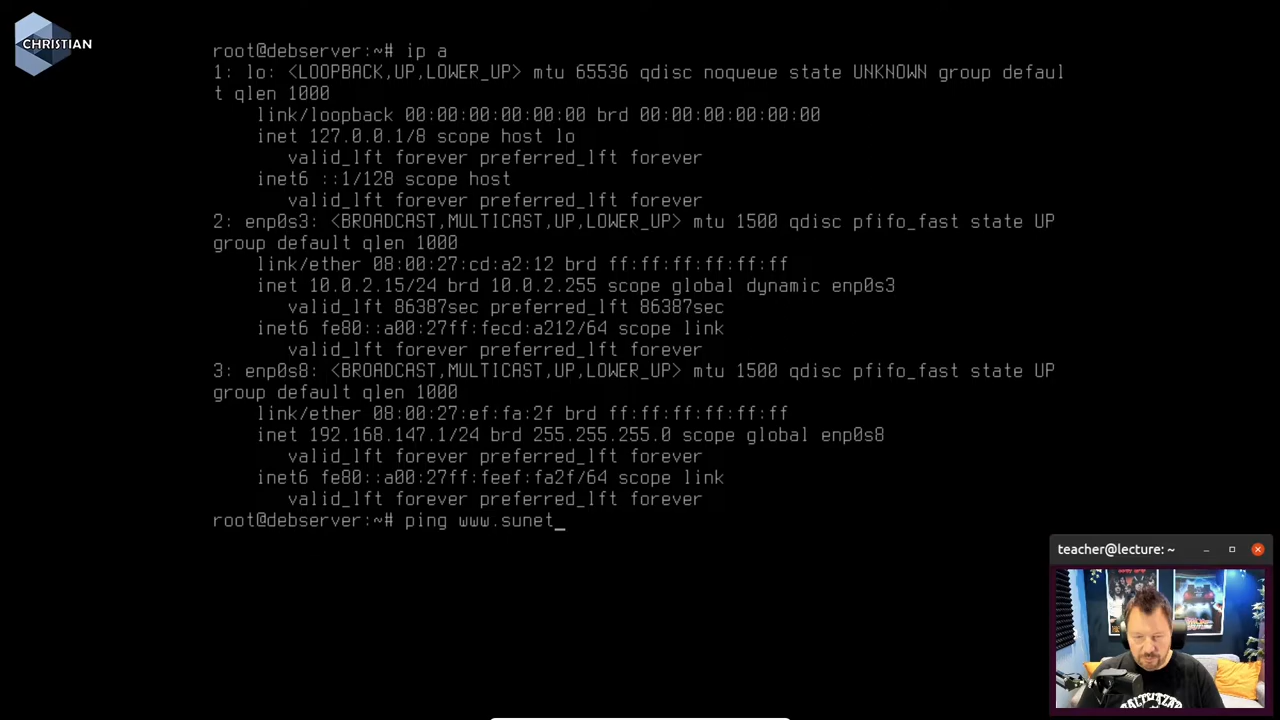 CHRISTIAN
root@debserver:~# ip a
1: lo: <LOOPBACK,UP,LOWER_UP> mtu 65536 qdisc noqueue state UNKNOWN group defaul
t qlen 1000
link/loopback 00:00:00:00:00:00 brd 00:00:00:00:00:00
inet 127.0.0.1/8 scope host lo
valid_lft forever preferred_lft forever
inet6 ::1/128 scope host
valid_lft forever preferred_lft forever
2: enp0s3: <BROADCAST,MULTICAST,UP,LOWER_UP> mtu 1500 qdisc pfifo_fast state UP
group default qlen 1000
link/ether 08:00:27:cd:a2:12 brd ff:ff:ff:ff:ff:ff
inet 10.0.2.15/24 brd 10.0.2.255 scope global dynamic enp0s3
valid_lft 86387sec preferred_lft 86387sec
inet6 fe80::a00:27ff:fecd:a212/64 scope link
valid_lft forever preferred_lft forever
3: enp0s8: <BROADCAST,MULTICAST,UP,LOWER_UP> mtu 1500 qdisc pfifo_fast state UP
group default qlen 1000
link/ether 08:00:27:ef:fa:2f brd ff:ff:ff:ff:ff:ff
inet 192.168.147.1/24 brd 255.255.255.0 scope global enp0s8
valid_lft forever preferred_lft forever
inet6 fe80::a00:27ff:feef:fa2f/64 scope link
valid_lft forever preferred_lft forever
root@debserver:~# ping www.sunet_
teacher@lecture: ~